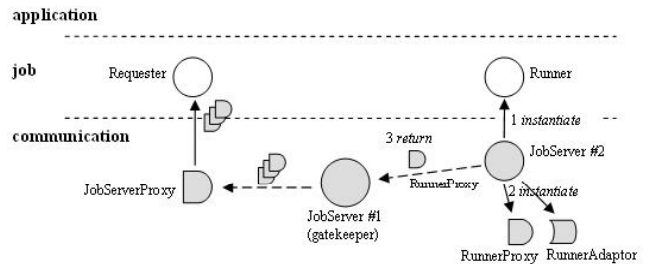 application
job
Requester
Runner
1 instantiate
communication
3 return
JobServer #2
JobServerProxy
RunnerProxy
2 instantiate
JobServer #1
(gatekeeper)
RunnerProxy RunnerAdaptor